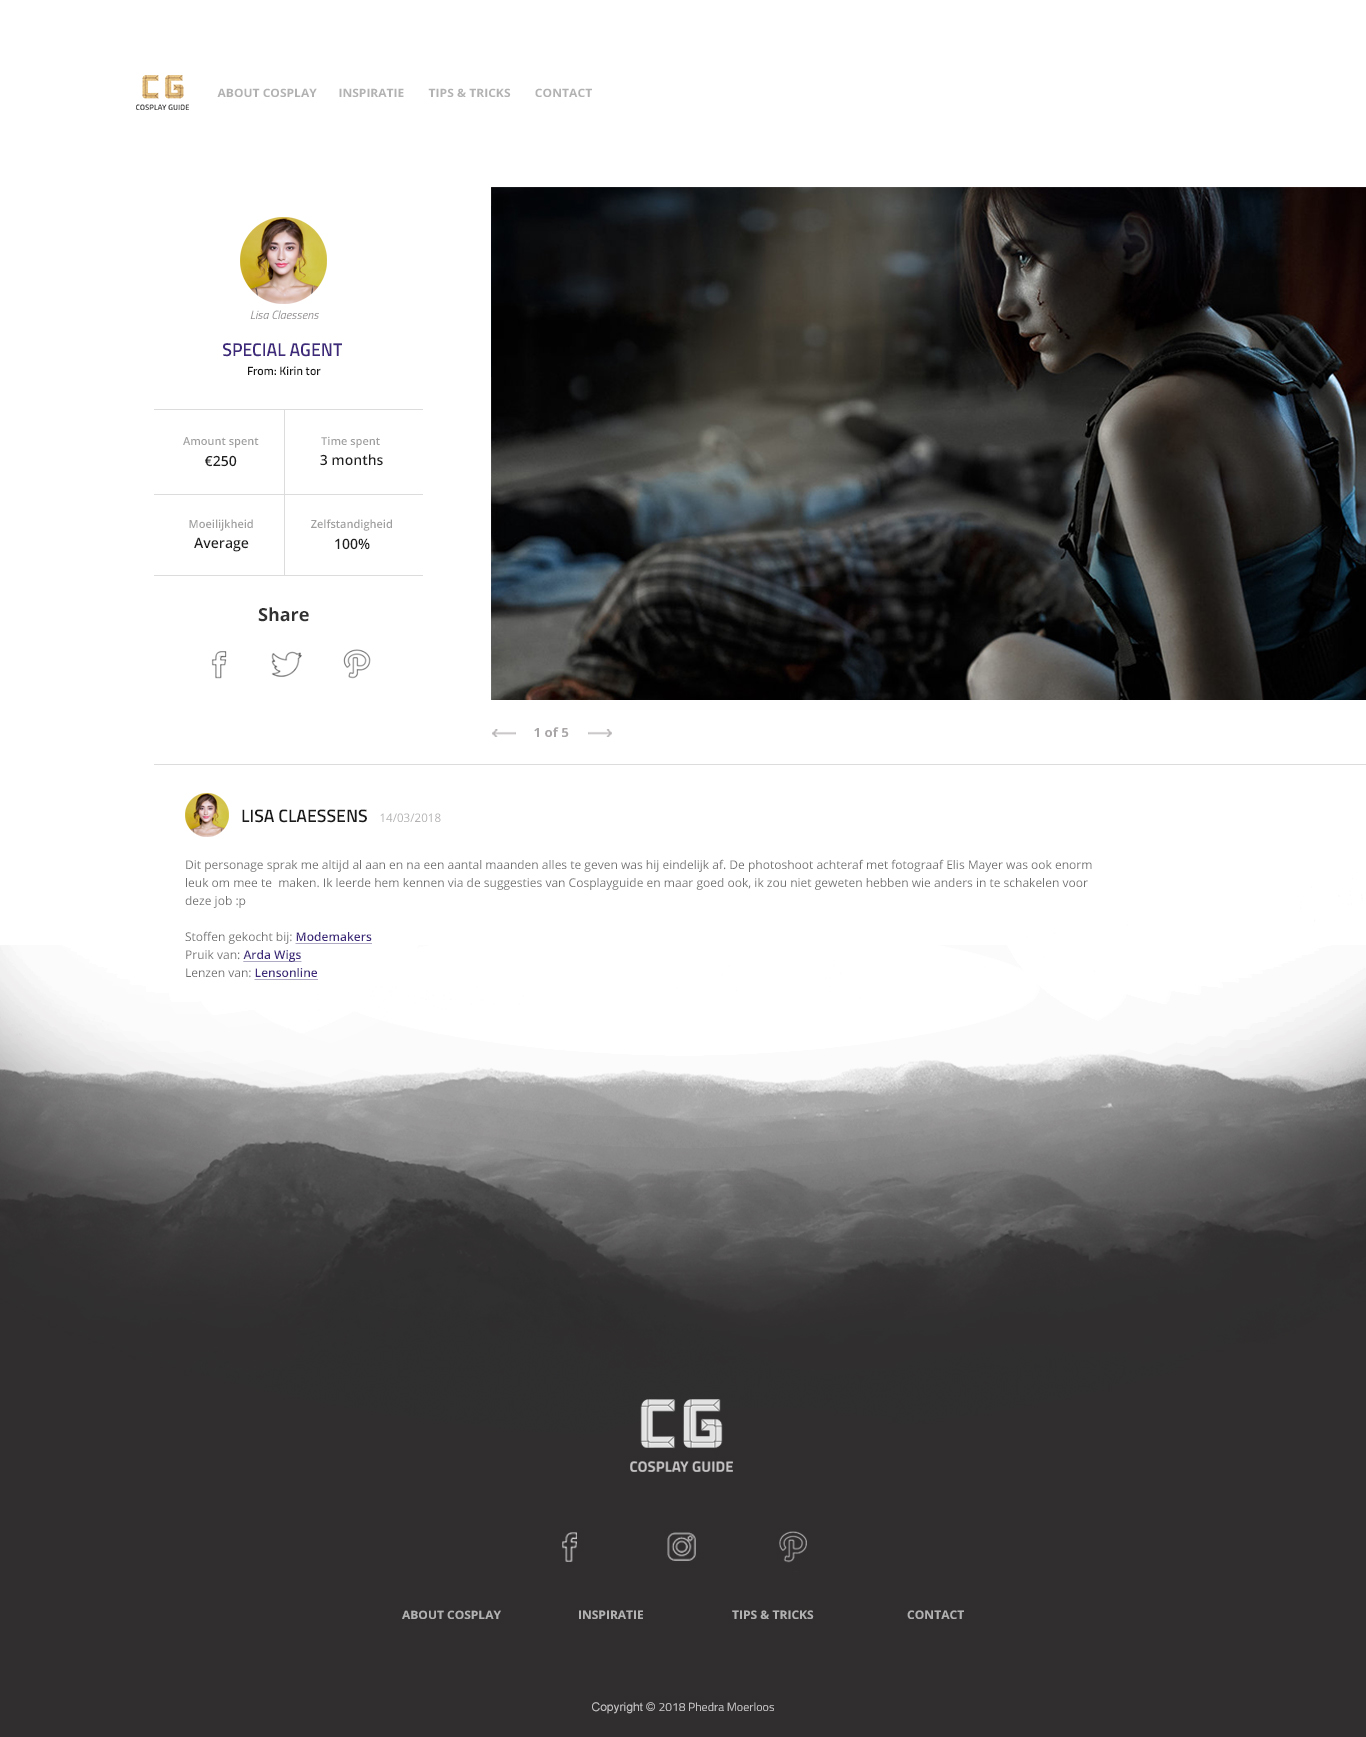 CG
COSPLAY GUIDE
ABOUT COSPLAY INSPIRATIE TIPS & TRICKS CONTACT
Lisa Claessens
SPECIAL AGENT
From: Kirin tor
Amount spent
€250
Time spent
3 months
Moeilijkheid
Average
Zelfstandigheid
100%
Share
1 of 5
LISA CLAESSENS 14/03/2018
Dit personage sprak me altijd al aan en na een aantal maanden alles te geven was hij eindelijk af. De photoshoot achteraf met fotograaf Elis Mayer was ook enorm
leuk om mee te  maken. Ik leerde hem kennen via de suggesties van Cosplayguide en maar goed ook, ik zou niet geweten hebben wie anders in te schakelen voor
deze job :p
Stoffen gekocht bij: Modemakers
Pruik van: Arda Wigs
Lenzen van: Lensonline
CG
COSPLAY GUIDE
ABOUT COSPLAY INSPIRATIE TIPS & TRICKS CONTACT
Copyright © 2018 Phedra Moerloos